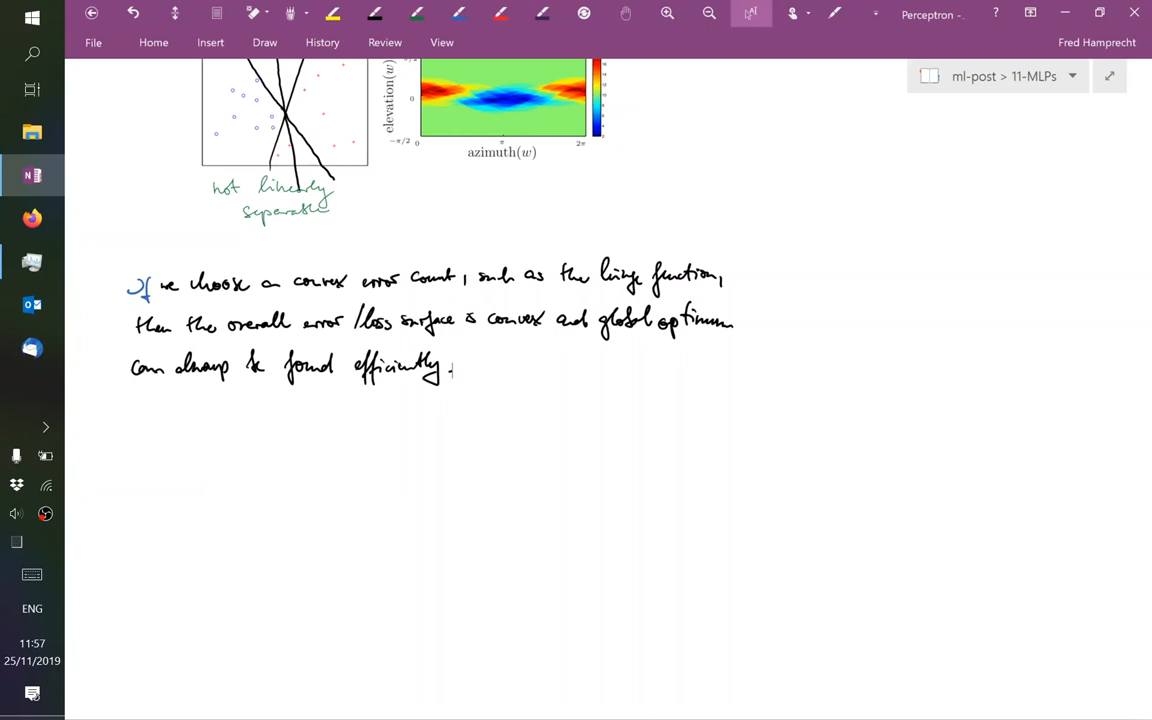 Perceptron -...
File Home Insert Draw History Review View Fred Hamprecht
ml-post > 11-MLPs
elevation(w)
0
-π/2
0 π 2π
azimuth(w)
not linearly
separable
If we choose a convex error count, such as the hinge function,
then the overall error/loss surface is convex and global optimum
can always be found efficiently.
ENG
11:57
25/11/2019